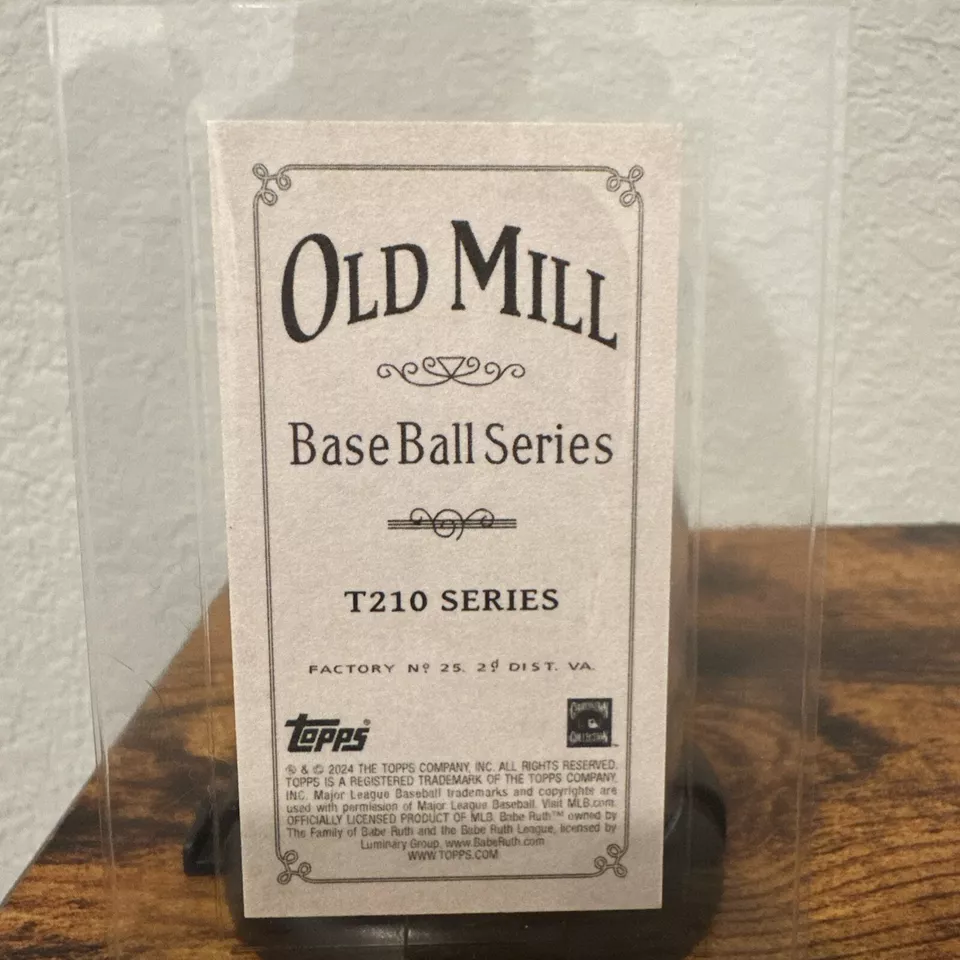 OLD MILL
Base Ball Series
T210 SERIES
FACTORY Nº 25, 2ᵈ DIST. VA.
topps®
COOPERSTOWN
COLLECTION™
® & © 2024 THE TOPPS COMPANY, INC. ALL RIGHTS RESERVED.
TOPPS IS A REGISTERED TRADEMARK OF THE TOPPS COMPANY,
INC. Major League Baseball trademarks and copyrights are
used with permission of Major League Baseball. Visit MLB.com.
OFFICIALLY LICENSED PRODUCT OF MLB. Babe Ruth™ owned by
The Family of Babe Ruth and the Babe Ruth League, licensed by
Luminary Group. www.BabeRuth.com
WWW.TOPPS.COM